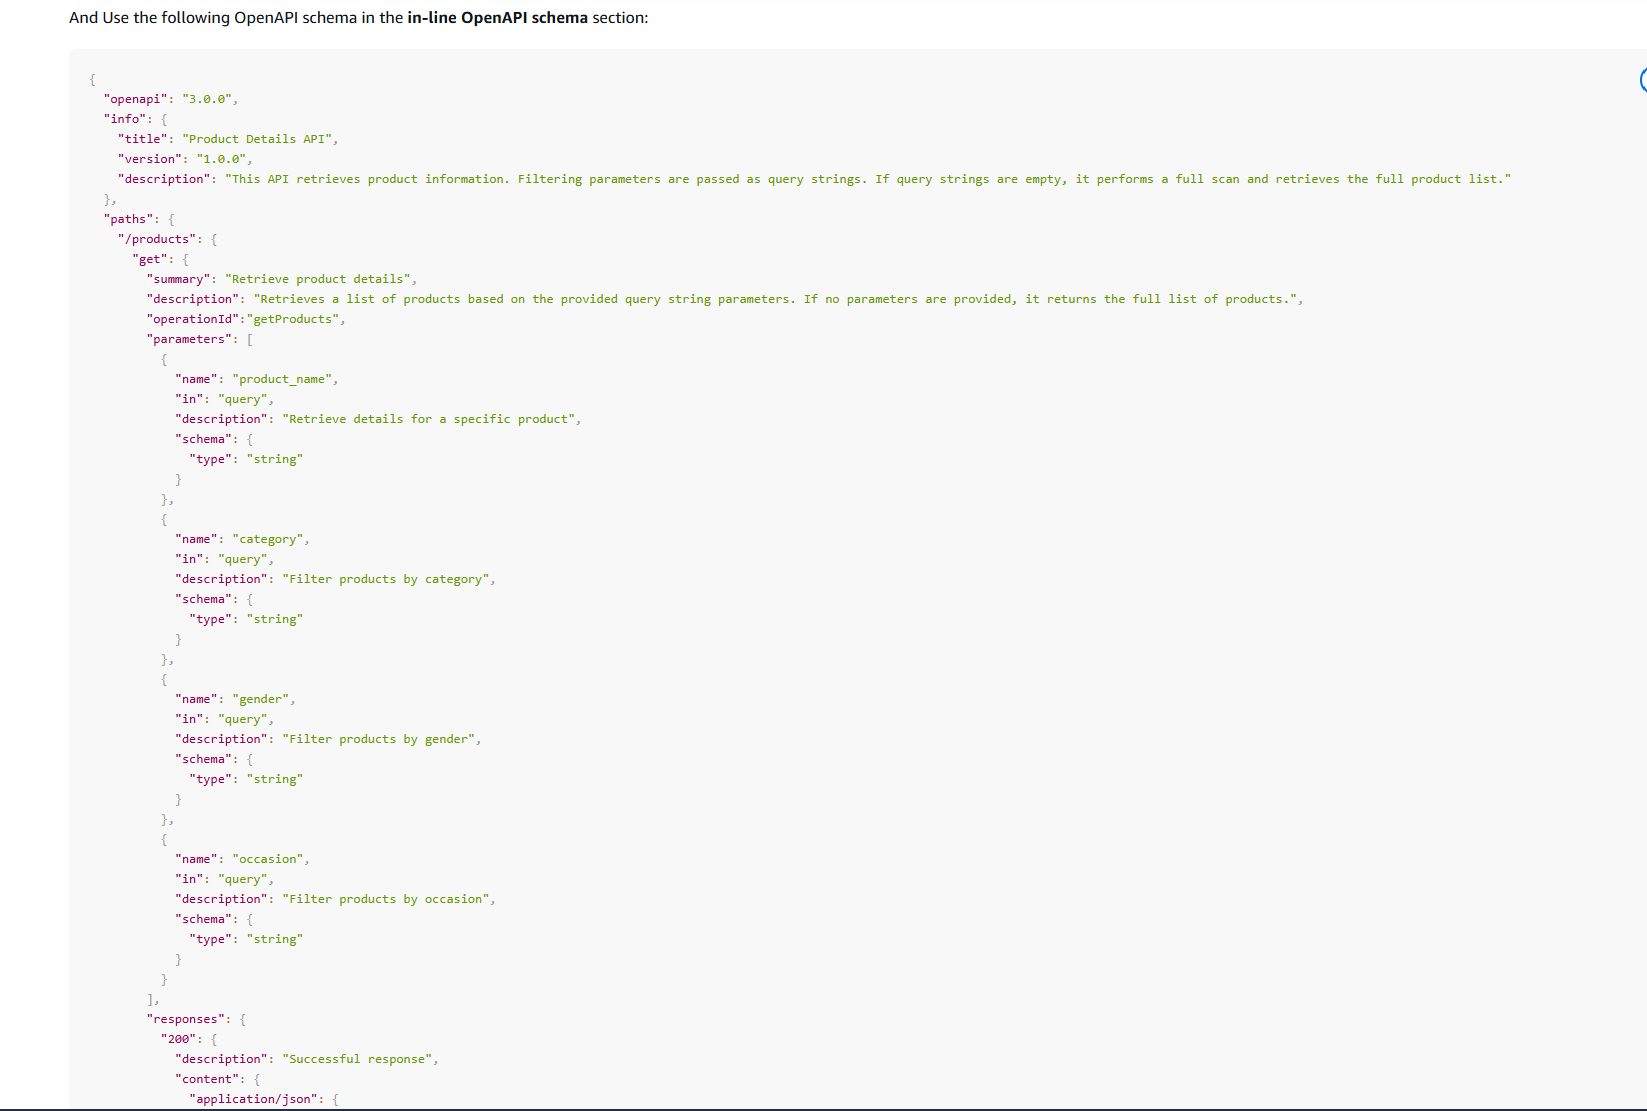 And Use the following OpenAPI schema in the in-line OpenAPI schema section:
{
"openapi": "3.0.0",
"info": {
"title": "Product Details API",
"version": "1.0.0",
"description": "This API retrieves product information. Filtering parameters are passed as query strings. If query strings are empty, it performs a full scan and retrieves the full product list."
},
"paths": {
"/products": {
"get": {
"summary": "Retrieve product details",
"description": "Retrieves a list of products based on the provided query string parameters. If no parameters are provided, it returns the full list of products.",
"operationId":"getProducts",
"parameters": [
{
"name": "product_name",
"in": "query",
"description": "Retrieve details for a specific product",
"schema": {
"type": "string"
}
},
{
"name": "category",
"in": "query",
"description": "Filter products by category",
"schema": {
"type": "string"
}
},
{
"name": "gender",
"in": "query",
"description": "Filter products by gender",
"schema": {
"type": "string"
}
},
{
"name": "occasion",
"in": "query",
"description": "Filter products by occasion",
"schema": {
"type": "string"
}
}
],
"responses": {
"200": {
"description": "Successful response",
"content": {
"application/json": {